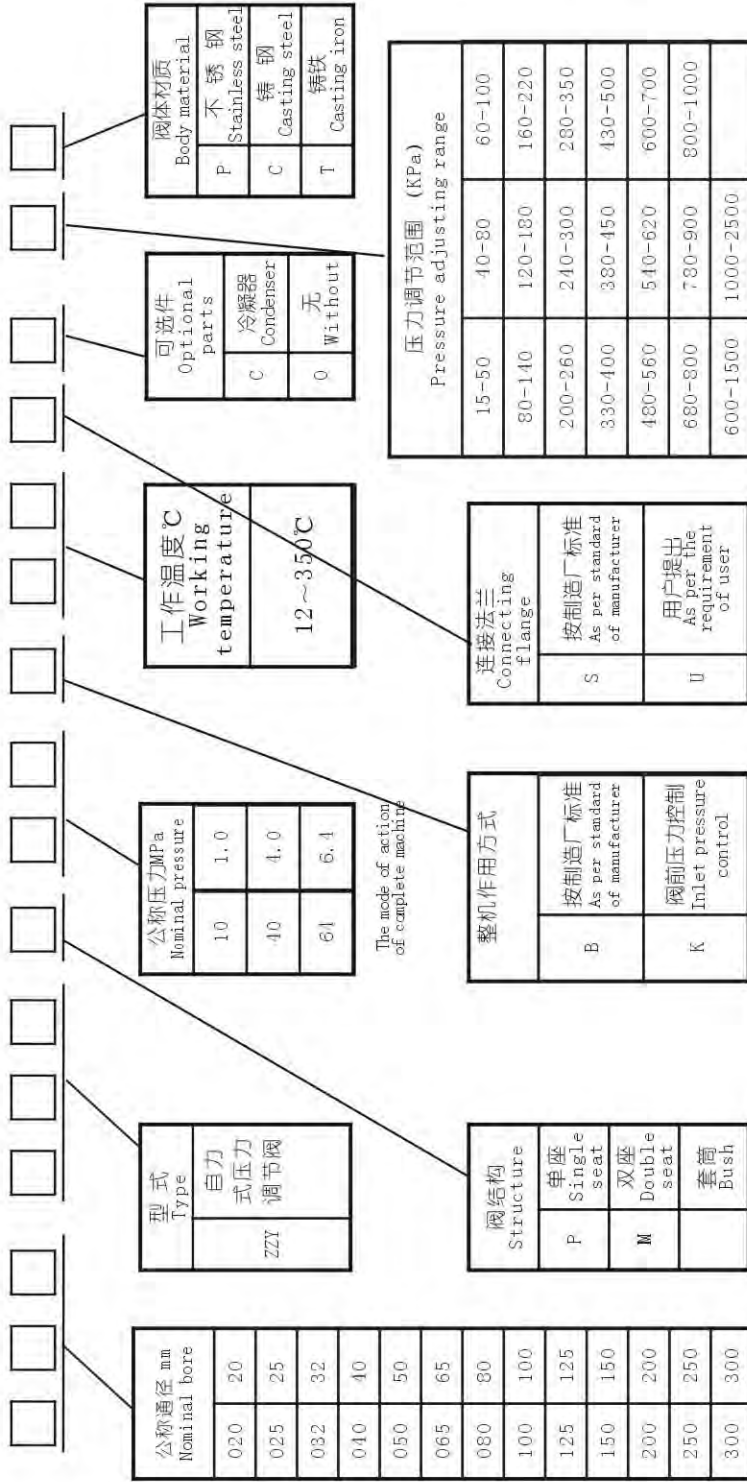 公称通径 mm
Nominal bore
020 20
025 25
032 32
040 40
050 50
065 65
080 80
100 100
125 125
150 150
200 200
250 250
300 300
型 式
Type
ZZY
自力
式压力
调节阀
阀结构
Structure
P
单座
Single
seat
M
双座
Double
seat
套筒
Bush
公称压力MPa
Nominal pressure
10 1.0
40 4.0
64 6.4
The mode of action
of complete machine
整机作用方式
B
按制造厂标准
As per standard
of manufacturer
K
阀前压力控制
Inlet pressure
control
工作温度℃
Working
temperature
12～350℃
连接法兰
Connecting
flange
S
按制造厂标准
As per standard
of manufacturer
U
用户提出
As per the
requirement
of user
可选件
Optional
parts
C
冷凝器
Condenser
O
无
Without
压力调节范围 (KPa)
Pressure adjusting range
15-50 40-80 60-100
80-140 120-180 160-220
200-260 240-300 280-350
330-400 380-450 430-500
480-560 540-620 600-700
680-800 780-900 800-1000
600-1500 1000-2500
阀体材质
Body material
P
不 锈 钢
Stainless steel
C
铸 钢
Casting steel
T
铸铁
Casting iron